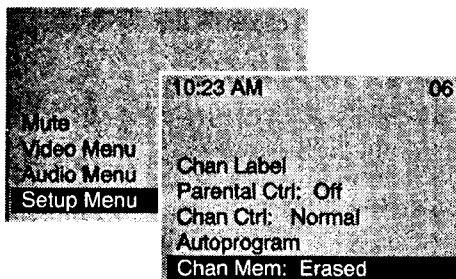 Mute
Video Menu
Audio Menu
Setup Menu
10:23 AM 06
Chan Label
Parental Ctrl: Off
Chan Ctrl: Normal
Autoprogram
Chan Mem: Erased